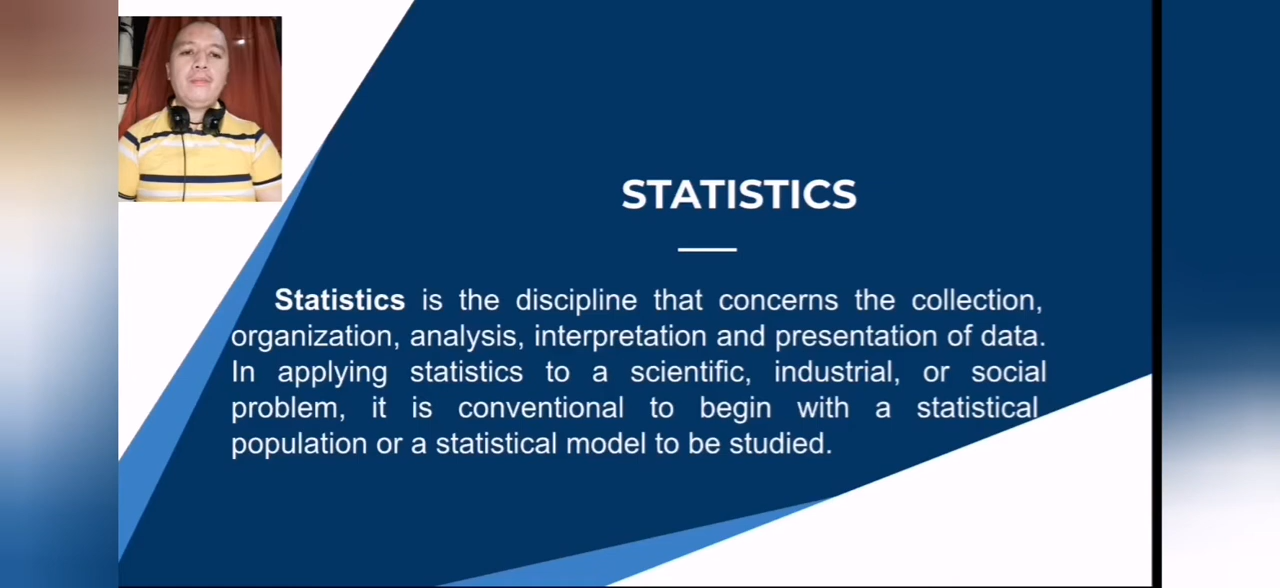 STATISTICS
Statistics is the discipline that concerns the collection,
organization, analysis, interpretation and presentation of data.
In applying statistics to a scientific, industrial, or social
problem, it is conventional to begin with a statistical
population or a statistical model to be studied.